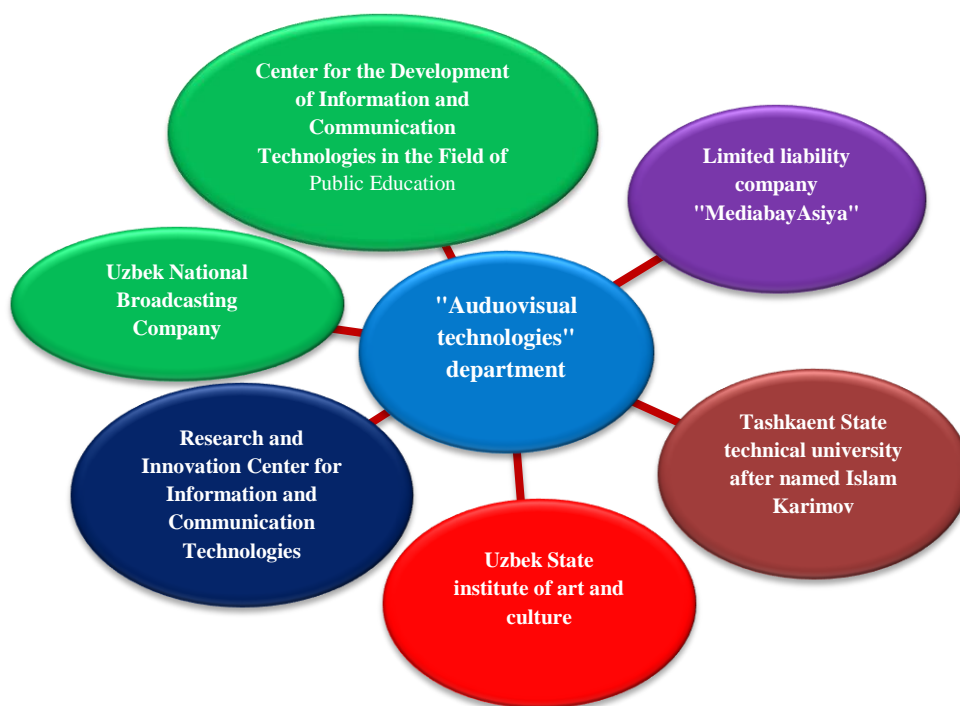 Center for the Development
of Information and
Communication
Technologies in the Field of
Public Education
Limited liability
company
"MediabayAsiya"
Uzbek National
Broadcasting
Company
"Auduovisual
technologies"
department
Research and
Innovation Center for
Information and
Communication
Technologies
Tashkaent State
technical university
after named Islam
Karimov
Uzbek State
institute of art and
culture